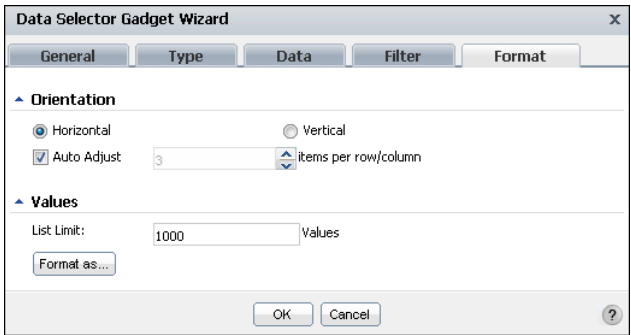 Data Selector Gadget Wizard x
General Type Data Filter Format
Orientation
Horizontal Vertical
Auto Adjust 3 items per row/column
Values
List Limit: 1000 Values
Format as...
OK Cancel ?